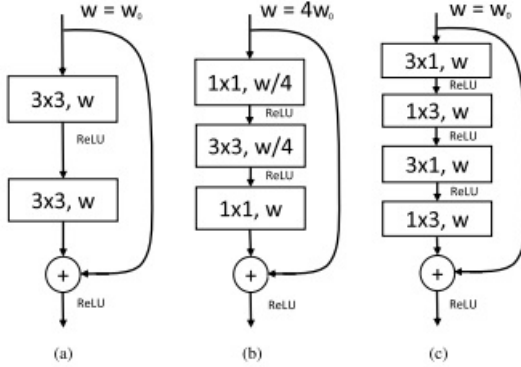 w = w₀
3x3, w
ReLU
3x3, w
+
ReLU
(a)
w = 4w₀
1x1, w/4
ReLU
3x3, w/4
ReLU
1x1, w
+
ReLU
(b)
w = w₀
3x1, w
ReLU
1x3, w
ReLU
3x1, w
ReLU
1x3, w
+
ReLU
(c)